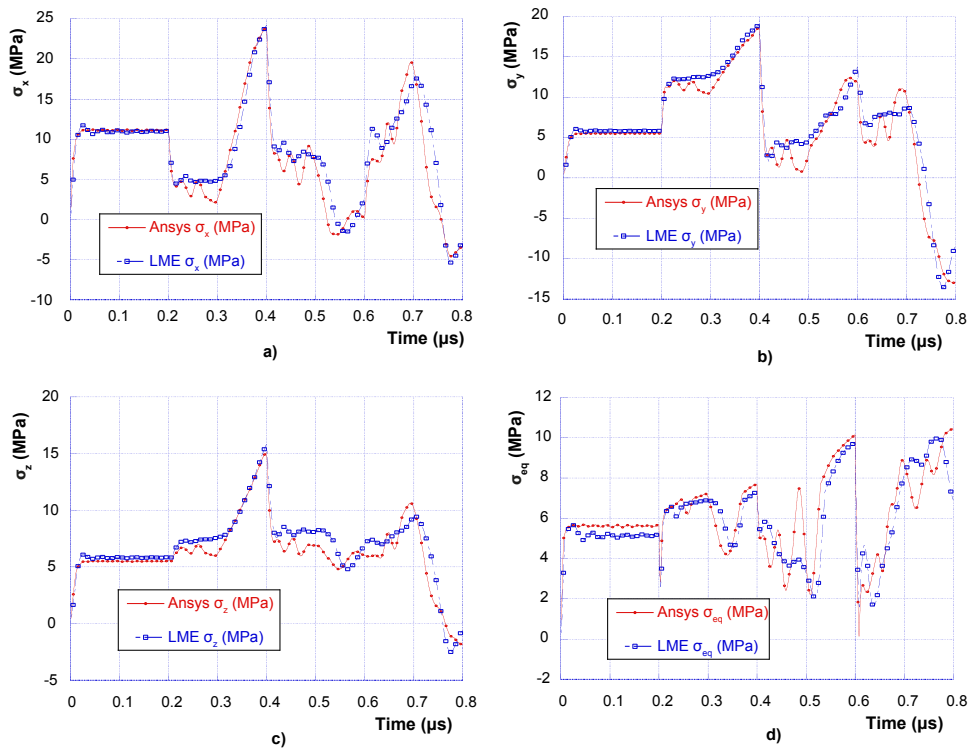 25
20
15
10
5
0
-5
-10
σx (MPa)
Ansys σx (MPa)
LME σx (MPa)
0 0.1 0.2 0.3 0.4 0.5 0.6 0.7 0.8
Time (µs)
a)
20
15
10
5
0
-5
-10
-15
σy (MPa)
Ansys σy (MPa)
LME σy (MPa)
0 0.1 0.2 0.3 0.4 0.5 0.6 0.7 0.8
Time (µs)
b)
20
15
10
5
0
-5
σz (MPa)
Ansys σz (MPa)
LME σz (MPa)
0 0.1 0.2 0.3 0.4 0.5 0.6 0.7 0.8
Time (µs)
c)
12
10
8
6
4
2
0
-2
σeq (MPa)
Ansys σeq (MPa)
LME σeq (MPa)
0 0.1 0.2 0.3 0.4 0.5 0.6 0.7 0.8
Time (µs)
d)